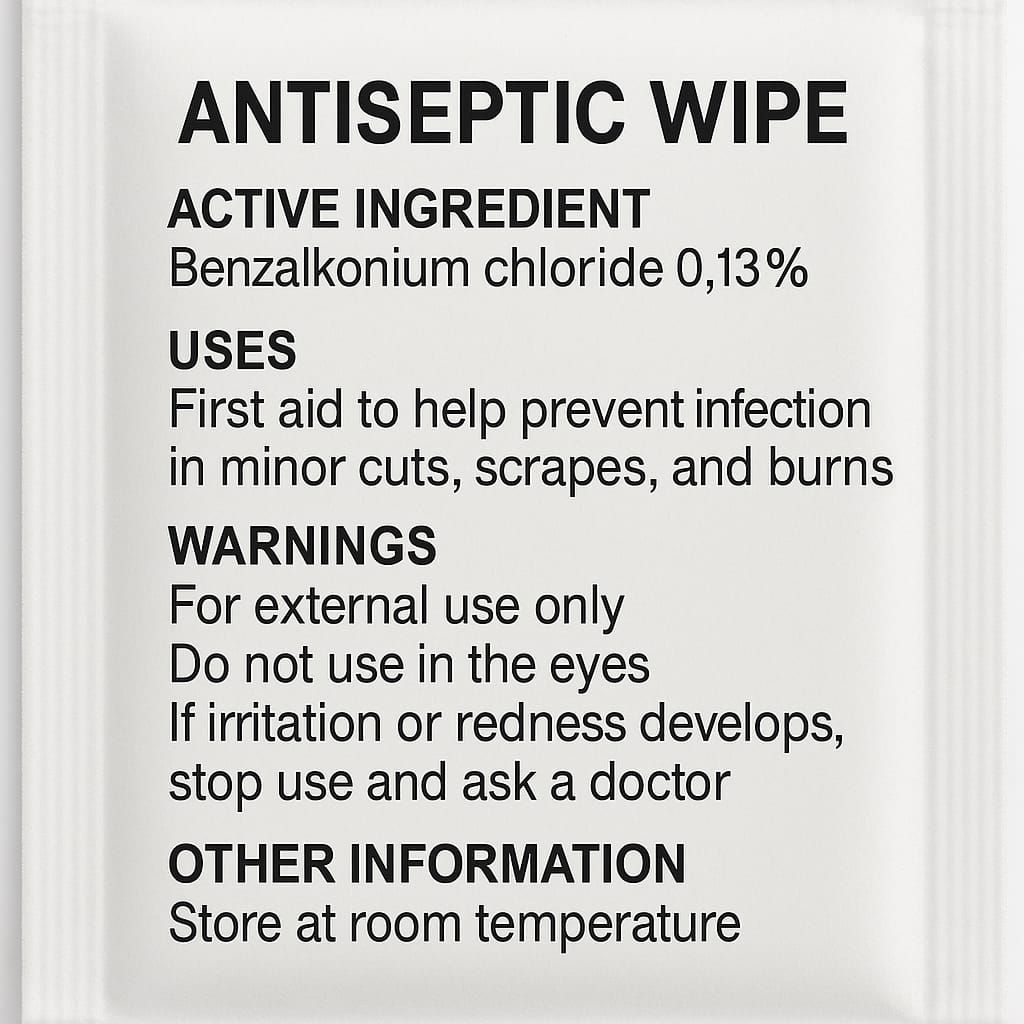 ANTISEPTIC WIPE
ACTIVE INGREDIENT
Benzalkonium chloride 0,13%
USES
First aid to help prevent infection
in minor cuts, scrapes, and burns
WARNINGS
For external use only
Do not use in the eyes
If irritation or redness develops,
stop use and ask a doctor
OTHER INFORMATION
Store at room temperature